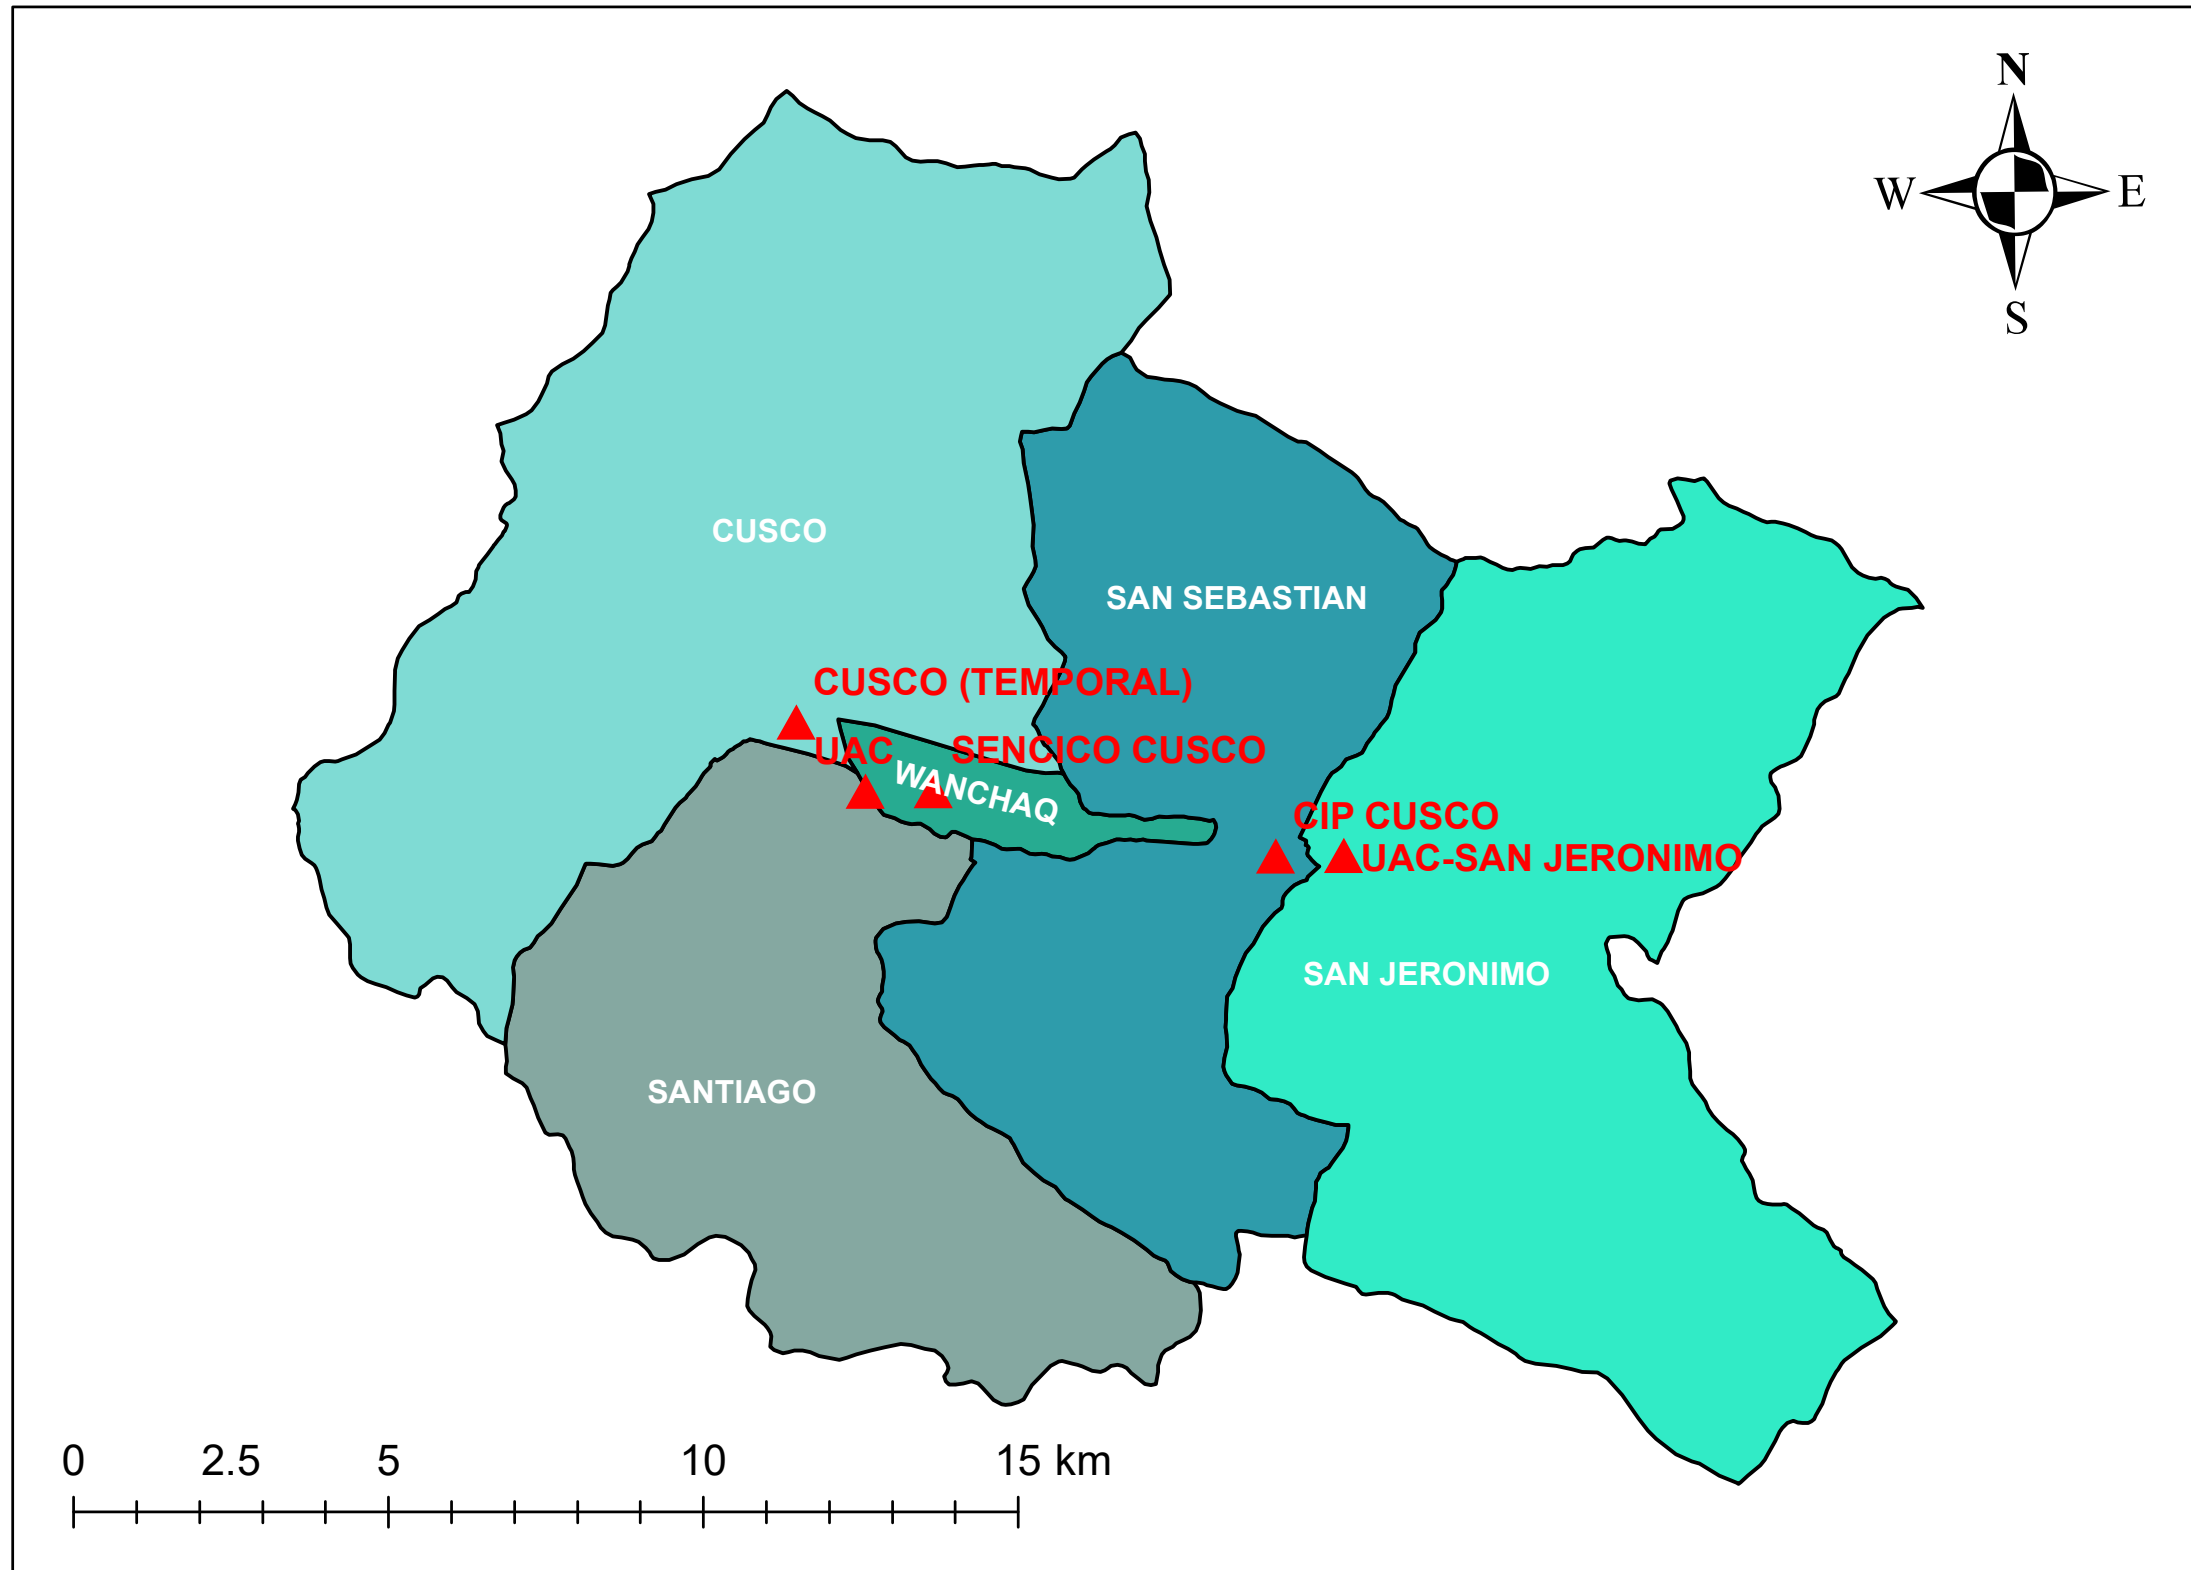 N
W
E
S
CUSCO
SAN SEBASTIAN
CUSCO (TEMPORAL)
UAC
SENCICO CUSCO
WANCHAQ
CIP CUSCO
UAC-SAN JERONIMO
SAN JERONIMO
SANTIAGO
0 2.5 5 10 15 km